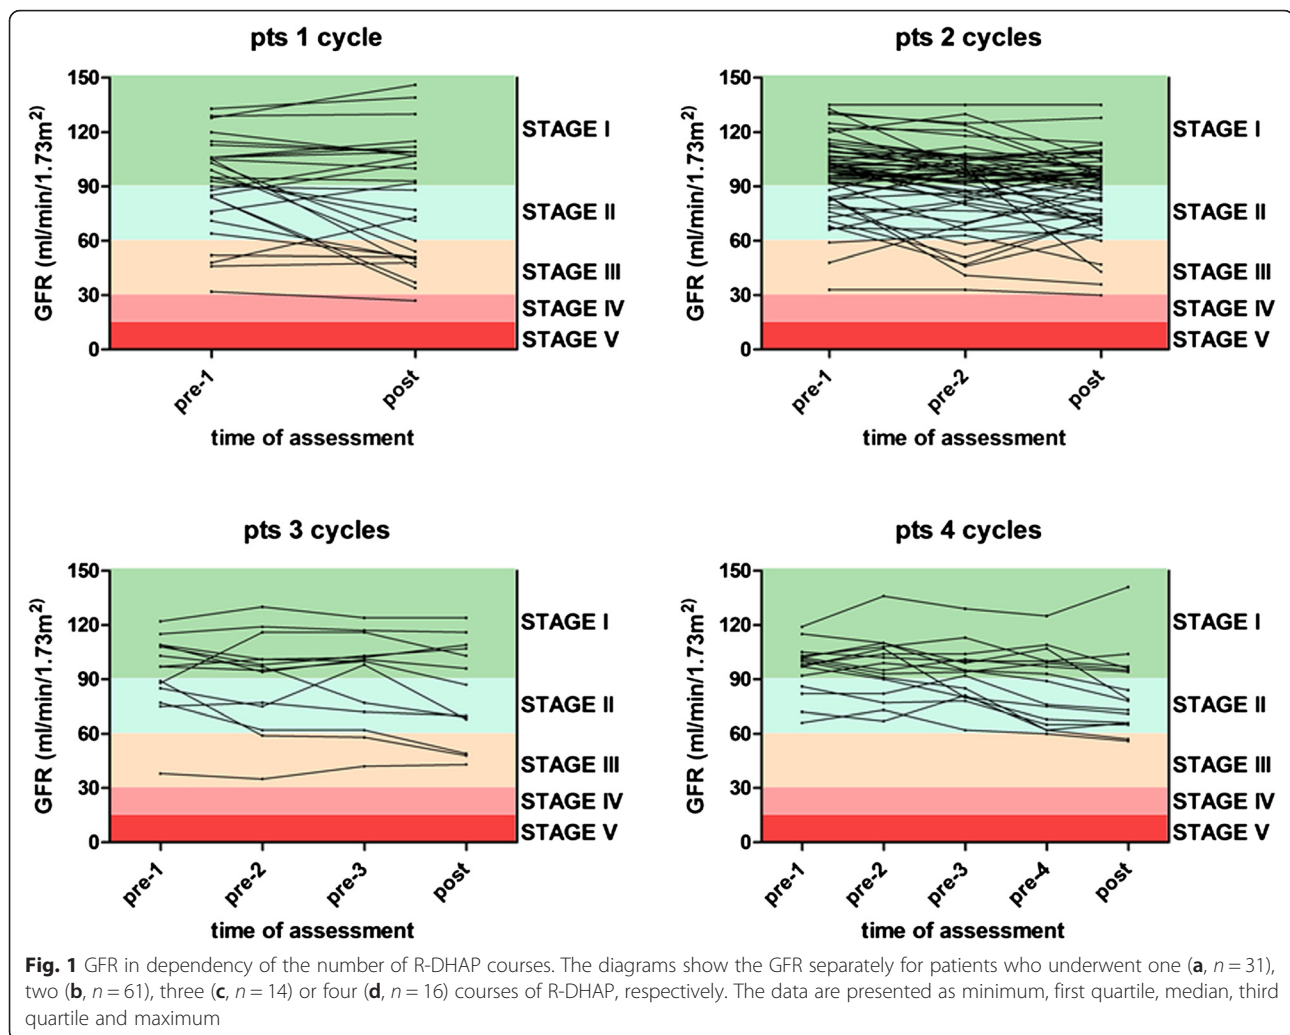 pts 1 cycle
GFR (ml/min/1.73m²)
150
120
90
60
30
0
STAGE I
STAGE II
STAGE III
STAGE IV
STAGE V
pre-1
post
time of assessment
pts 2 cycles
GFR (ml/min/1.73m²)
150
120
90
60
30
0
STAGE I
STAGE II
STAGE III
STAGE IV
STAGE V
pre-1
pre-2
post
time of assessment
pts 3 cycles
GFR (ml/min/1.73m²)
150
120
90
60
30
0
STAGE I
STAGE II
STAGE III
STAGE IV
STAGE V
pre-1
pre-2
pre-3
post
time of assessment
pts 4 cycles
GFR (ml/min/1.73m²)
150
120
90
60
30
0
STAGE I
STAGE II
STAGE III
STAGE IV
STAGE V
pre-1
pre-2
pre-3
pre-4
post
time of assessment
Fig. 1 GFR in dependency of the number of R-DHAP courses. The diagrams show the GFR separately for patients who underwent one (a, n = 31),
two (b, n = 61), three (c, n = 14) or four (d, n = 16) courses of R-DHAP, respectively. The data are presented as minimum, first quartile, median, third
quartile and maximum